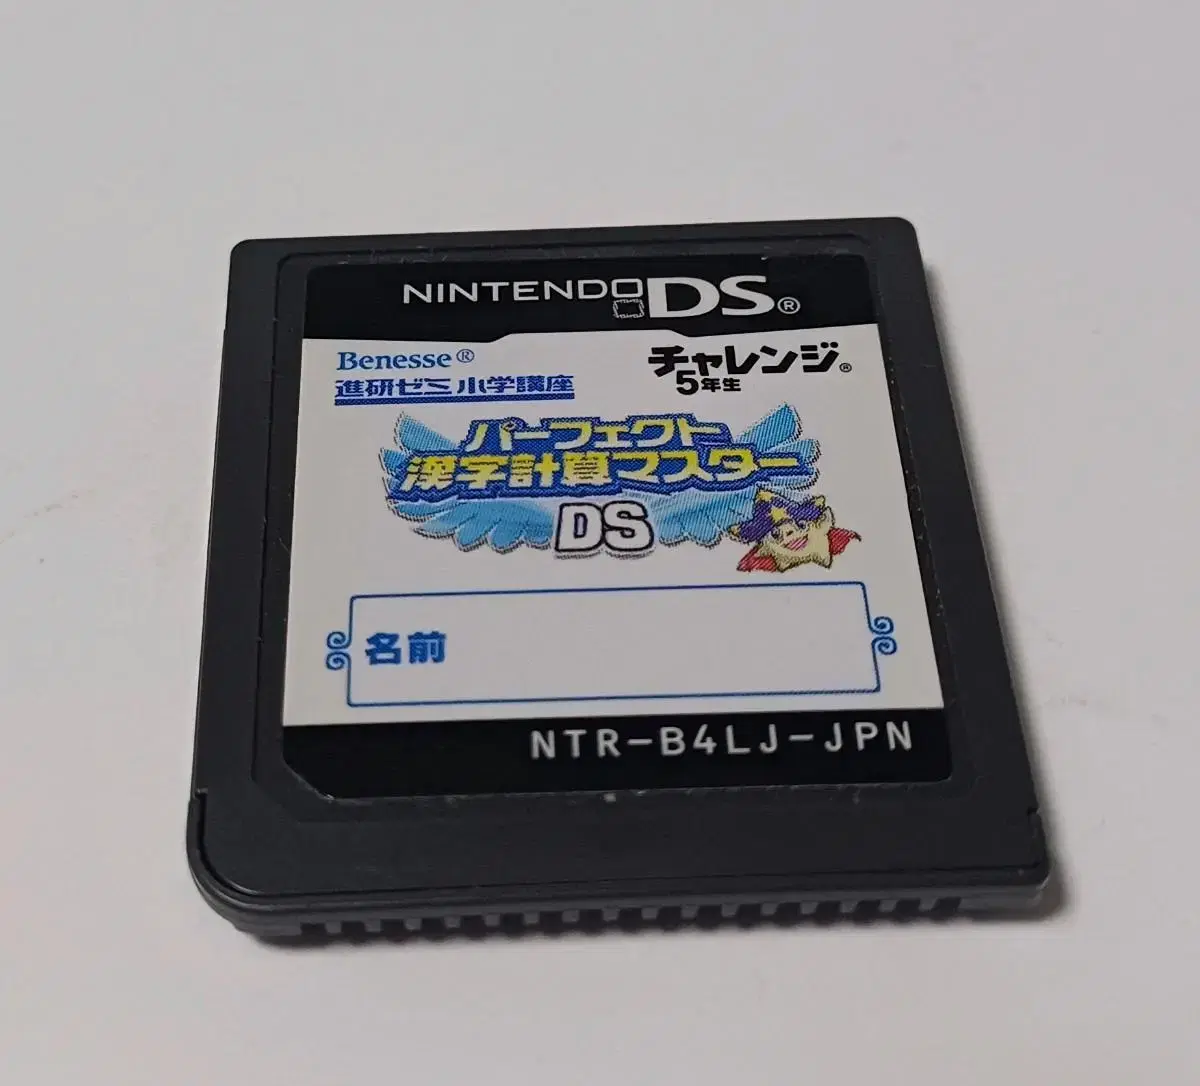 NINTENDO DS®
Benesse®
進研ゼミ 小学講座
チャレンジ®
5年生
パーフェクト
漢字計算マスター
DS
名前
NTR-B4LJ-JPN